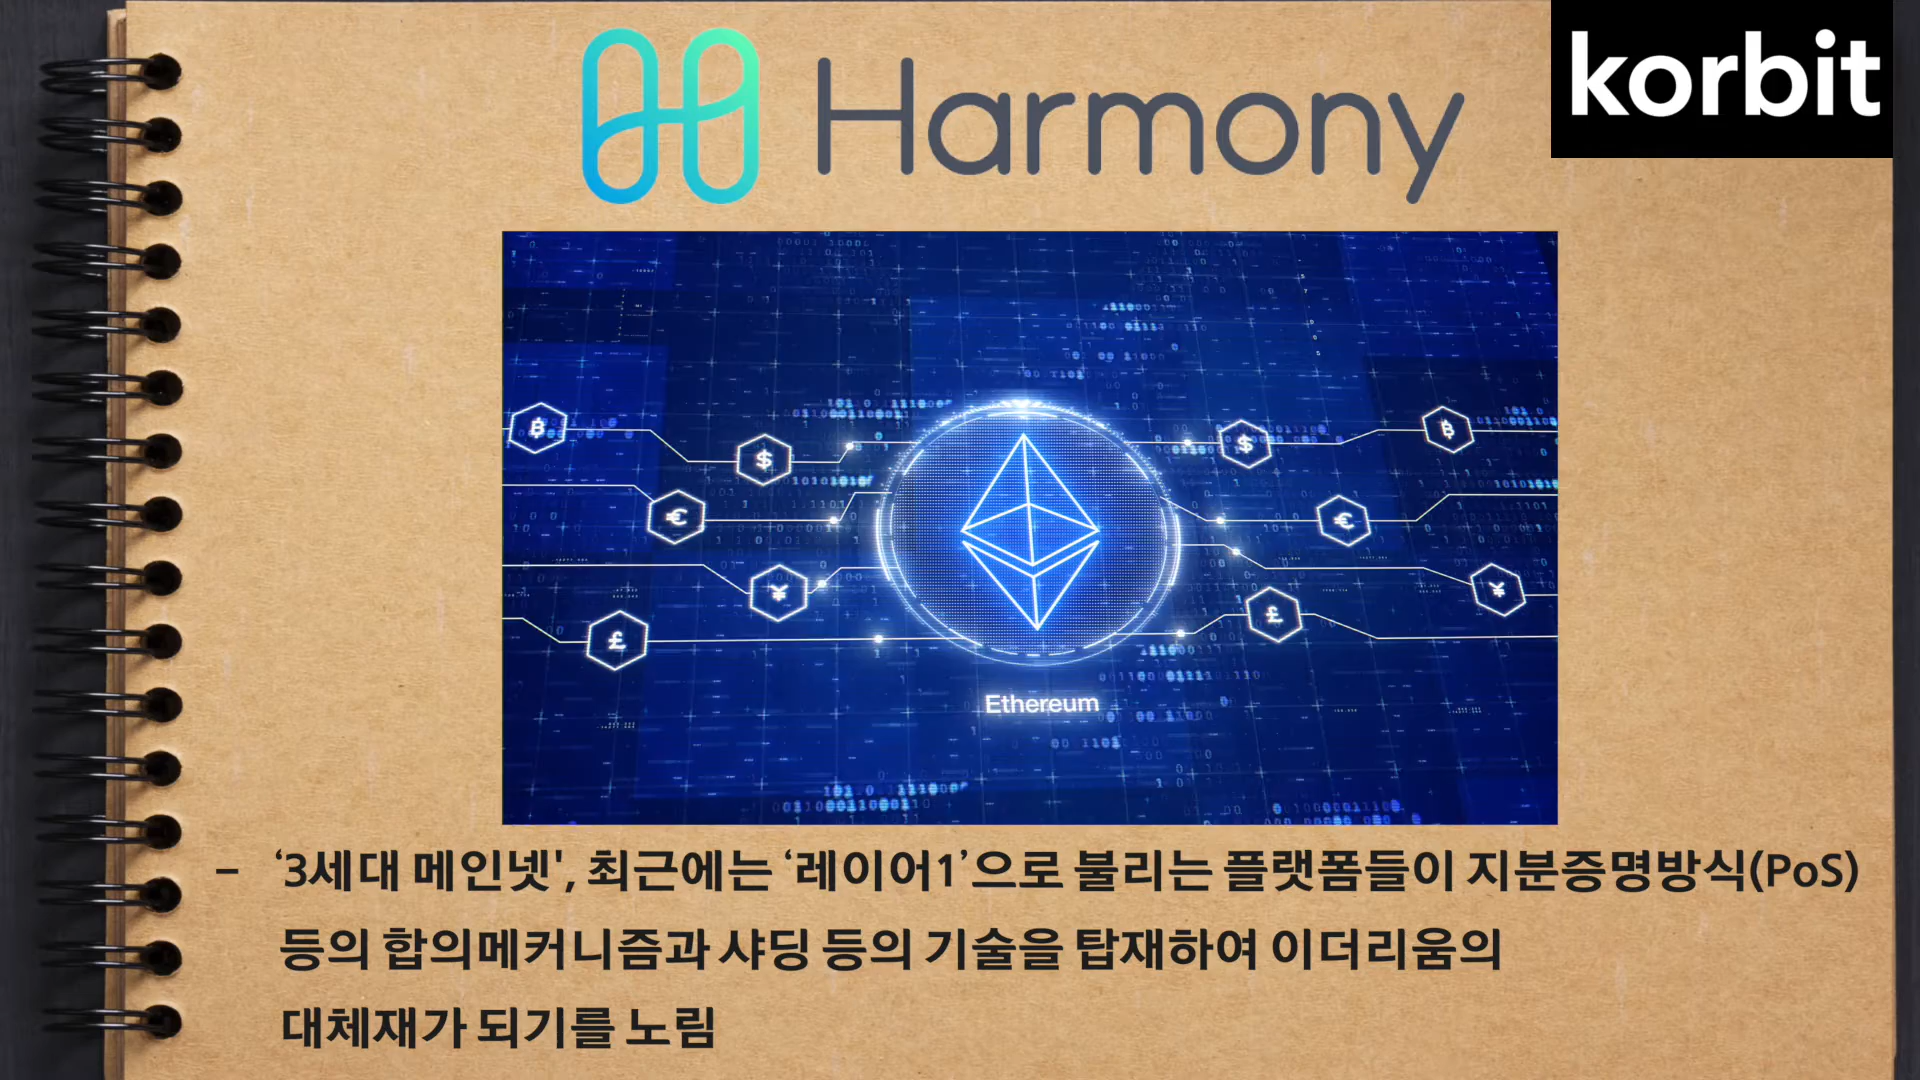 Harmony
korbit
Ethereum
- ‘3세대 메인넷', 최근에는 ‘레이어1’으로 불리는 플랫폼들이 지분증명방식(PoS)
등의 합의메커니즘과 샤딩 등의 기술을 탑재하여 이더리움의
대체재가 되기를 노림